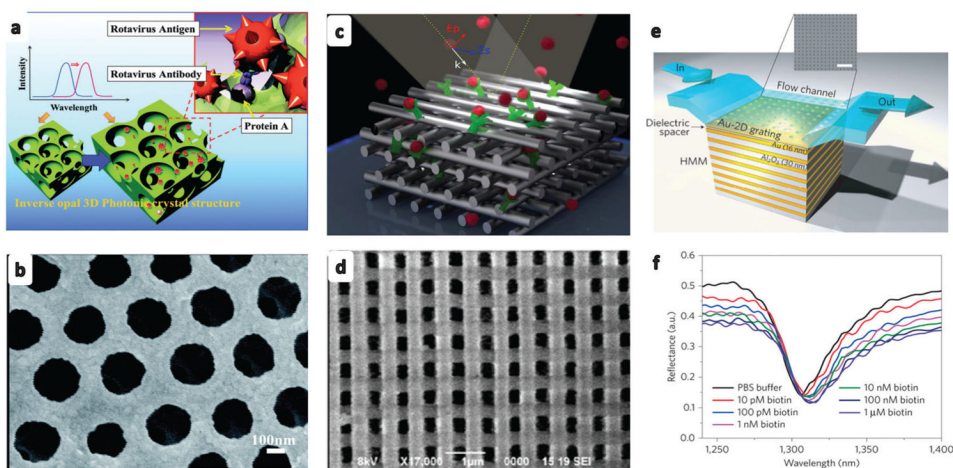 a
Rotavirus Antigen
Rotavirus Antibody
Protein A
Intensity
Wavelength
Inverse opal 3D Photonic crystal structure
b
100nm
c
Ep
Es
k
d
8kV X17,000 1μm 0000 15 19 SEI
e
In
Flow channel
Out
Dielectric
spacer
Au-2D grating
Au (16 nm)
Al₂O₃ (30 nm)
HMM
f
Reflectance (a.u.)
0.6
0.5
0.4
0.3
0.2
0.1
0.0
PBS buffer
10 pM biotin
100 pM biotin
1 nM biotin
10 nM biotin
100 nM biotin
1 μM biotin
1,250 1,300 1,350 1,400
Wavelength (nm)